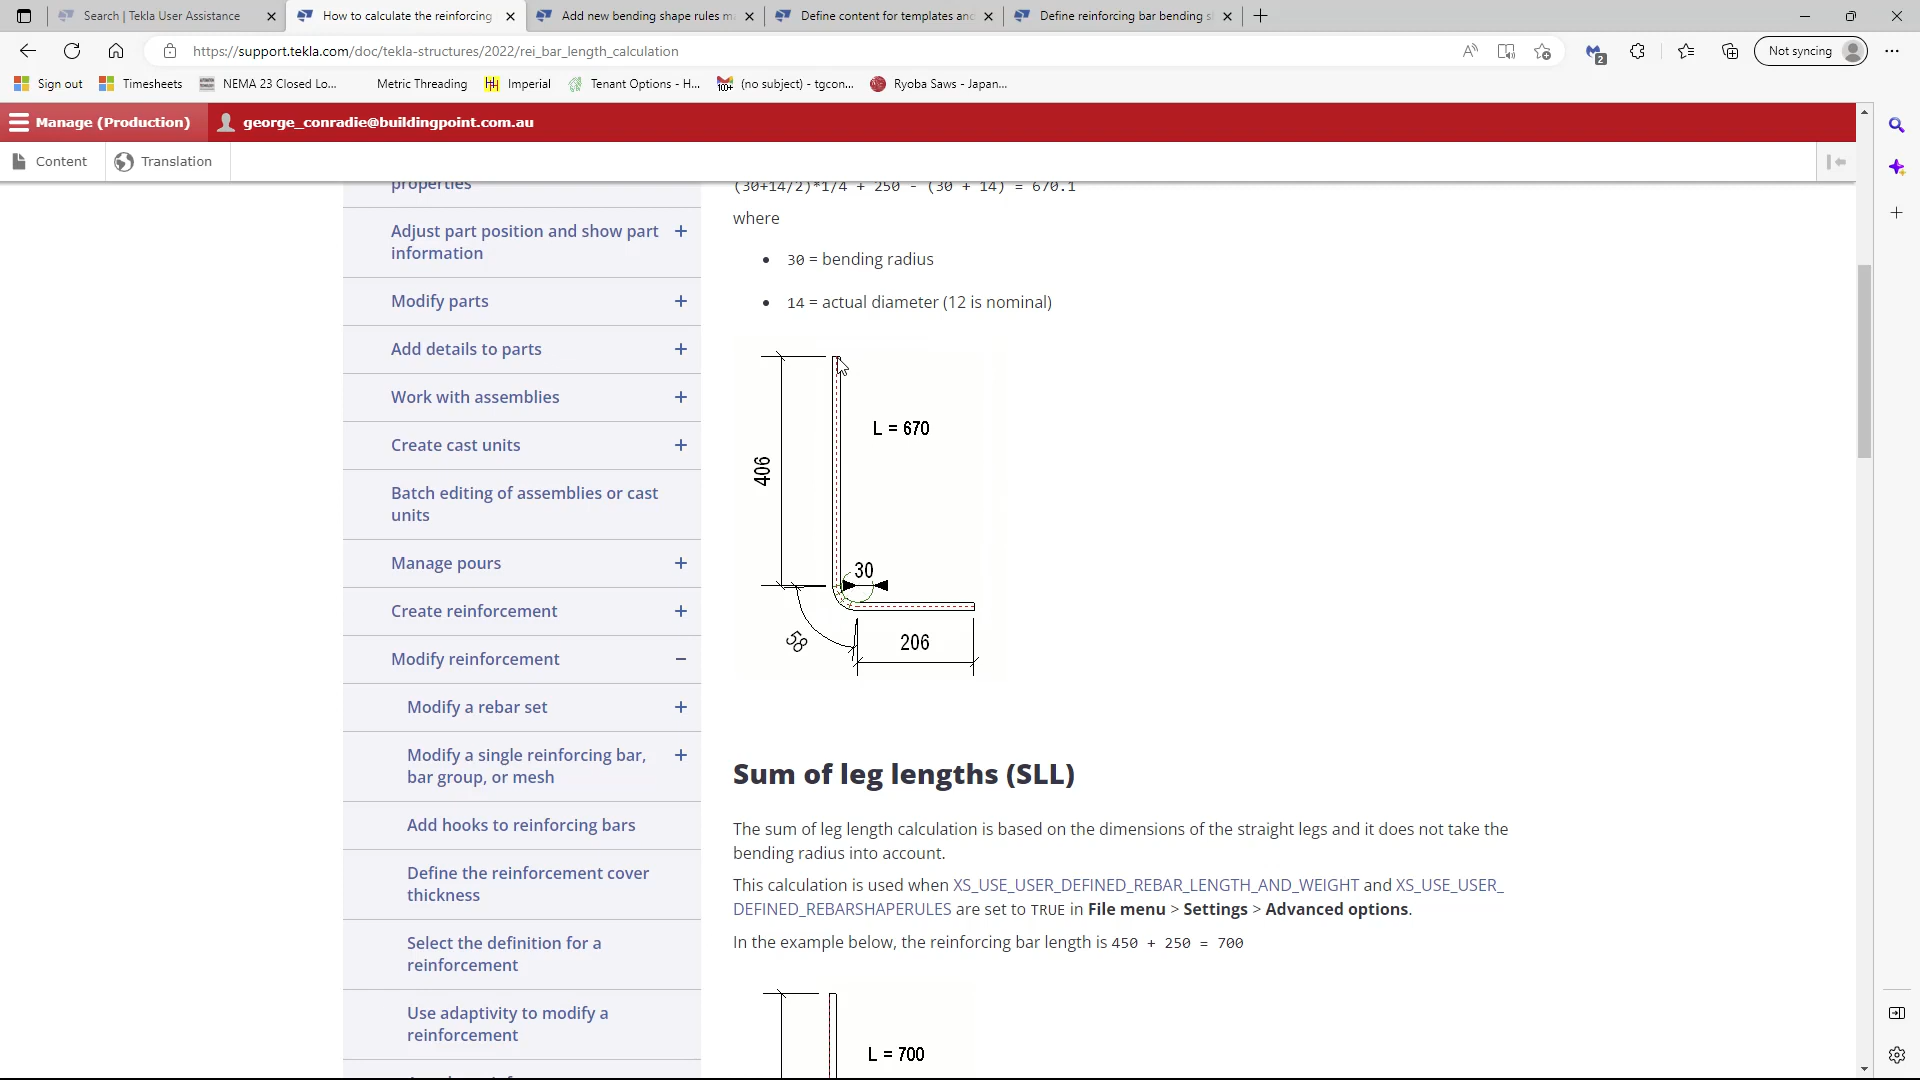 Search | Tekla User Assistance
How to calculate the reinforcing
Add new bending shape rules m
Define content for templates and
Define reinforcing bar bending s
https://support.tekla.com/doc/tekla-structures/2022/rei_bar_length_calculation
2
Not syncing
Sign out
Timesheets
NEMA 23 Closed Lo...
Metric Threading
Imperial
Tenant Options - H...
100+
(no subject) - tgcon...
Ryoba Saws - Japan...
Manage (Production)
george_conradie@buildingpoint.com.au
Content
Translation
properties
Adjust part position and show part
information
Modify parts
Add details to parts
Work with assemblies
Create cast units
Batch editing of assemblies or cast
units
Manage pours
Create reinforcement
Modify reinforcement
Modify a rebar set
Modify a single reinforcing bar,
bar group, or mesh
Add hooks to reinforcing bars
Define the reinforcement cover
thickness
Select the definition for a
reinforcement
Use adaptivity to modify a
reinforcement
(30+14/2)*1/4 + 250 - (30 + 14) = 670.1
where
• 30 = bending radius
• 14 = actual diameter (12 is nominal)
L = 670
406
30
58
206
Sum of leg lengths (SLL)
The sum of leg length calculation is based on the dimensions of the straight legs and it does not take the
bending radius into account.
This calculation is used when XS_USE_USER_DEFINED_REBAR_LENGTH_AND_WEIGHT and XS_USE_USER_
DEFINED_REBARSHAPERULES are set to TRUE in File menu > Settings > Advanced options.
In the example below, the reinforcing bar length is 450 + 250 = 700
L = 700